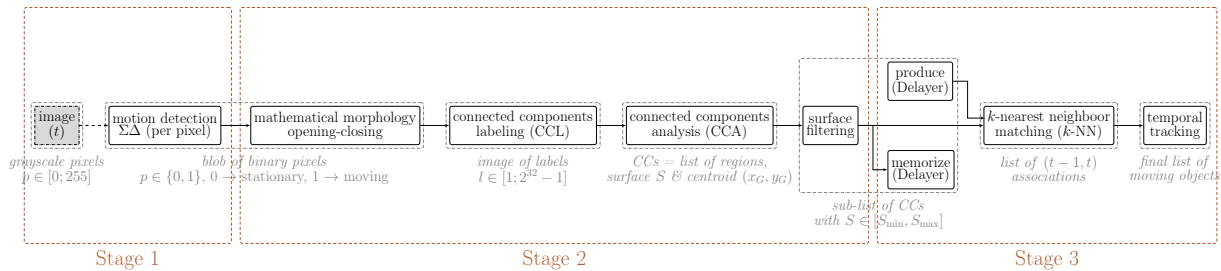 image
(t)
motion detection
ΣΔ (per pixel)
mathematical morphology
opening-closing
connected components
labeling (CCL)
connected components
analysis (CCA)
surface
filtering
produce
(Delayer)
memorize
(Delayer)
k-nearest neighboor
matching (k-NN)
temporal
tracking
grayscale pixels
p ∈ [0; 255]
blob of binary pixels
p ∈ {0, 1}, 0 → stationary, 1 → moving
image of labels
l ∈ [1; 2³² − 1]
CCs = list of regions,
surface S & centroid (x_G, y_G)
sub-list of CCs
with S ∈ [S_min, S_max]
list of (t − 1, t)
associations
final list of
moving objects
Stage 1
Stage 2
Stage 3